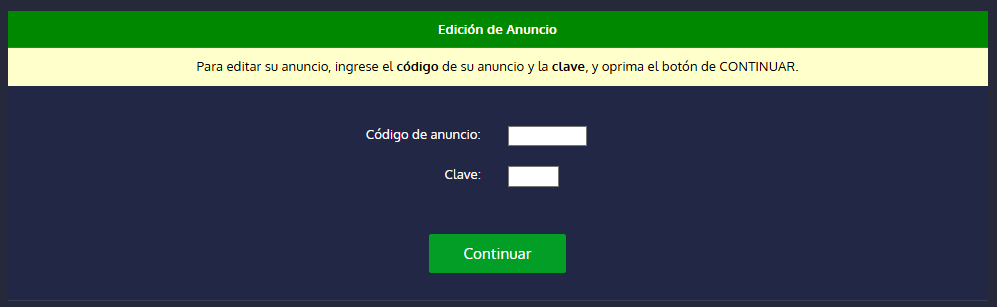 Edición de Anuncio
Para editar su anuncio, ingrese el código de su anuncio y la clave, y oprima el botón de CONTINUAR.
Código de anuncio:
Clave:
Continuar